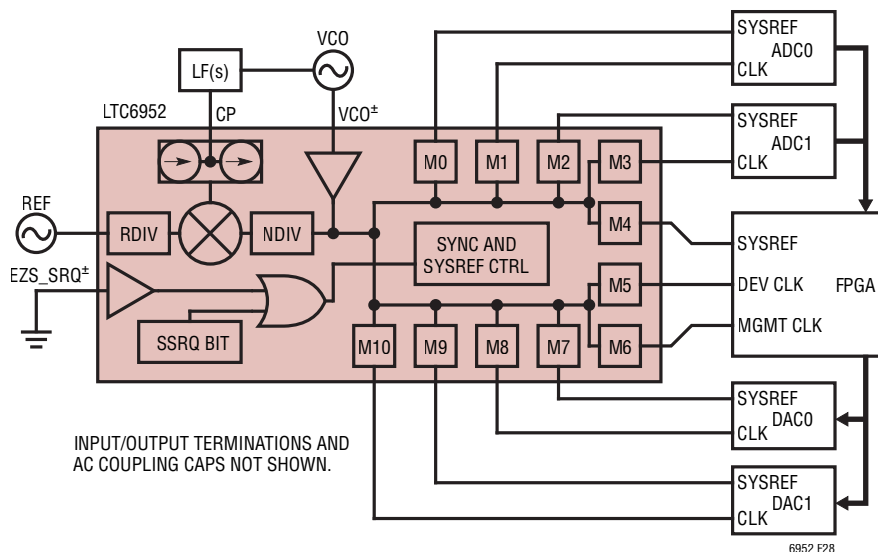 VCO
LF(s)
LTC6952
CP
VCO±
REF
RDIV
NDIV
EZS_SRQ±
SSRQ BIT
SYNC AND
SYSREF CTRL
M0
M1
M2
M3
M4
M5
M6
M7
M8
M9
M10
SYSREF
ADC0
CLK
SYSREF
ADC1
CLK
SYSREF
DEV CLK
FPGA
MGMT CLK
SYSREF
DAC0
CLK
SYSREF
DAC1
CLK
INPUT/OUTPUT TERMINATIONS AND
AC COUPLING CAPS NOT SHOWN.
6952 F28